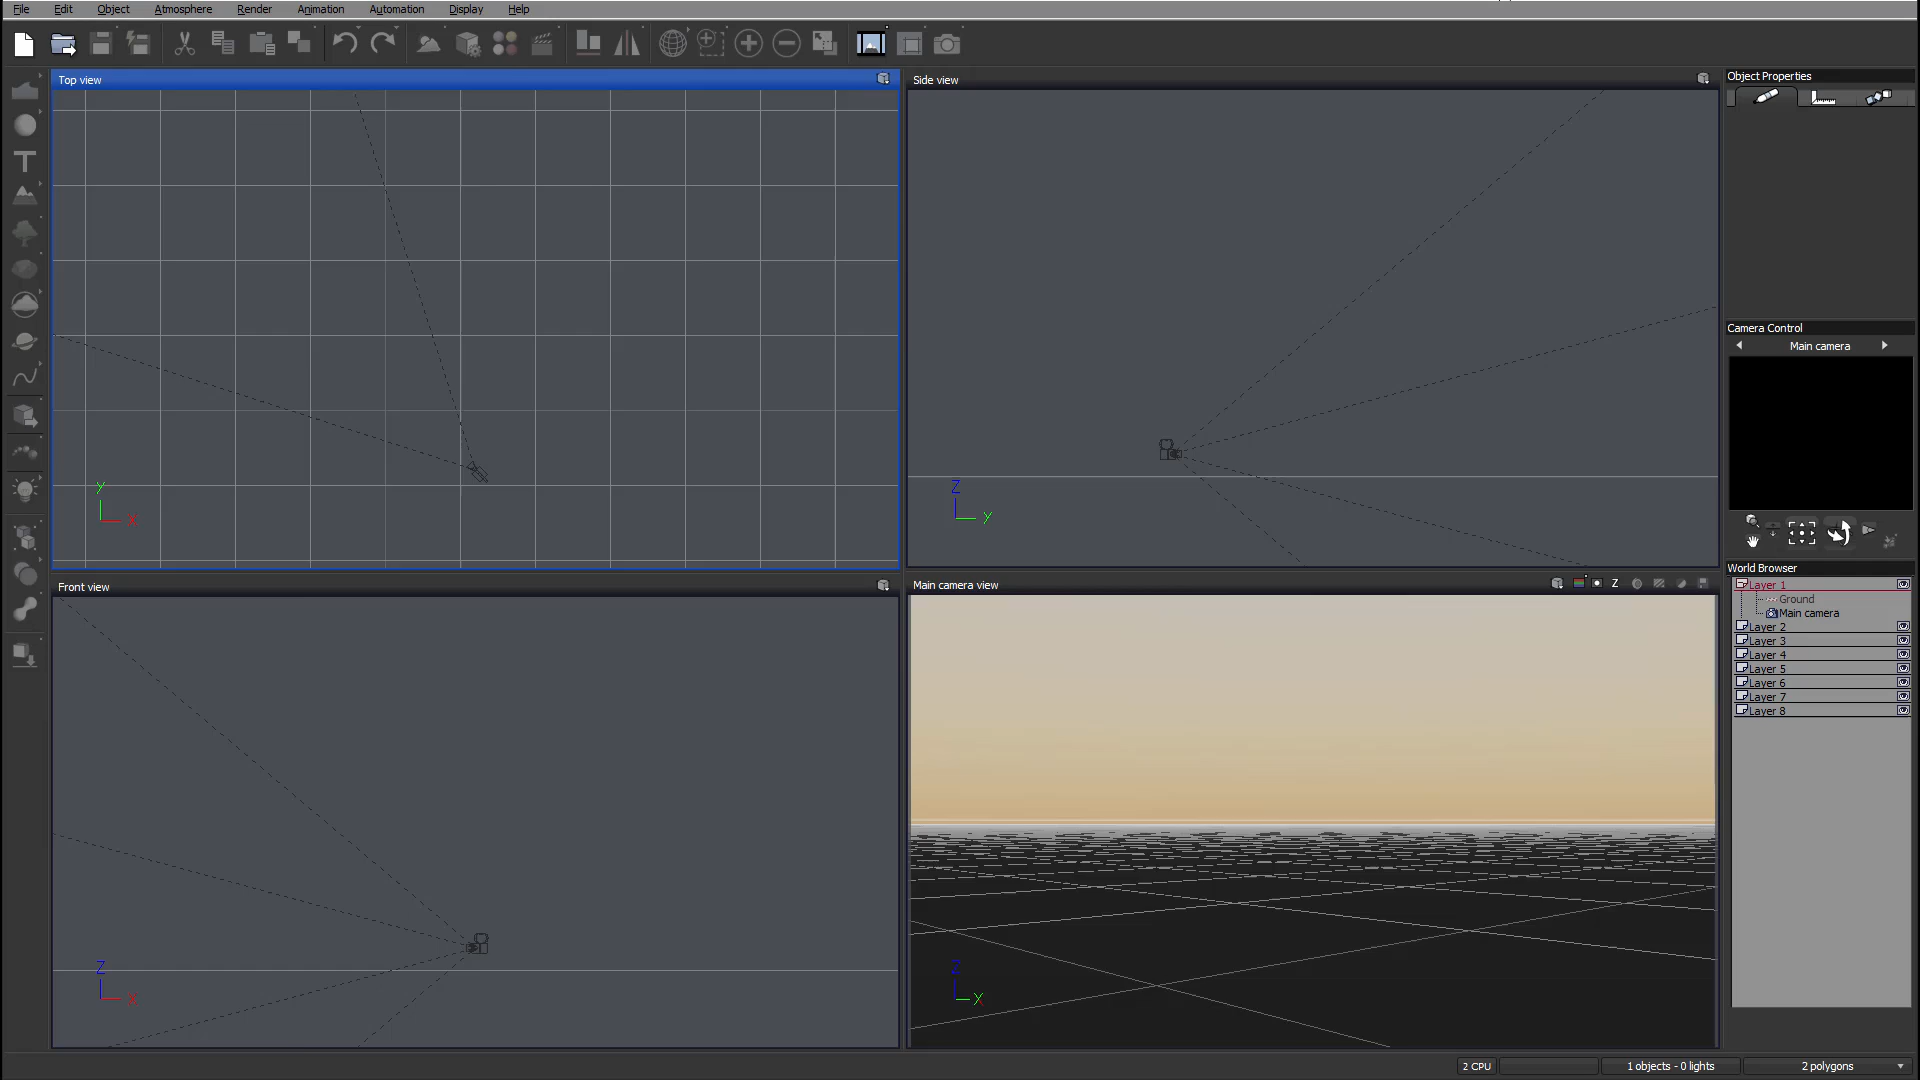 File Edit Object Atmosphere Render Animation Automation Display Help
Top view
Side view
Object Properties
Y
X
Z
Y
Camera Control
Main camera
World Browser
Layer 1
Ground
Main camera
Layer 2
Layer 3
Layer 4
Layer 5
Layer 6
Layer 7
Layer 8
Front view
Main camera view
Z
Z
X
Z
Y
2 CPU
1 objects - 0 lights
2 polygons